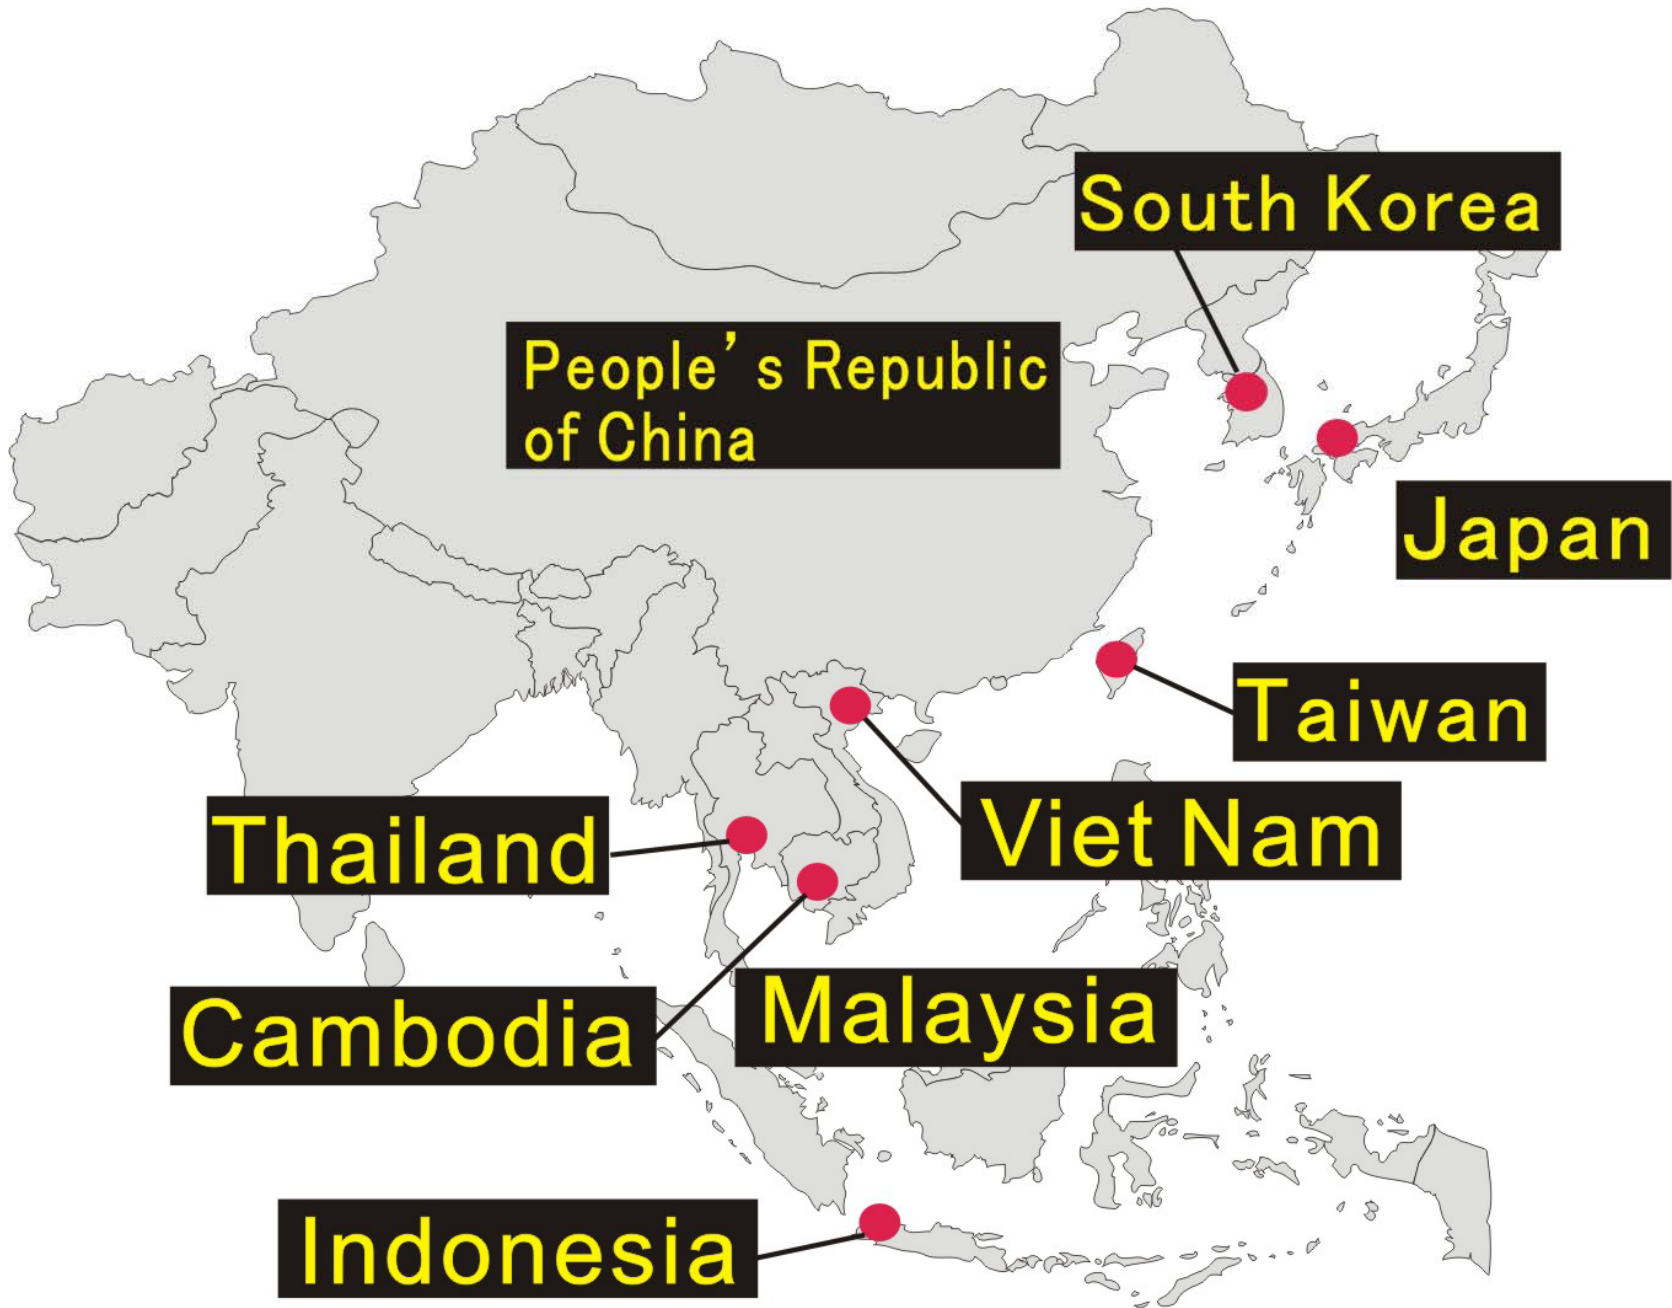 South Korea
People's Republic
of China
Japan
Taiwan
Viet Nam
Thailand
Malaysia
Cambodia
Indonesia